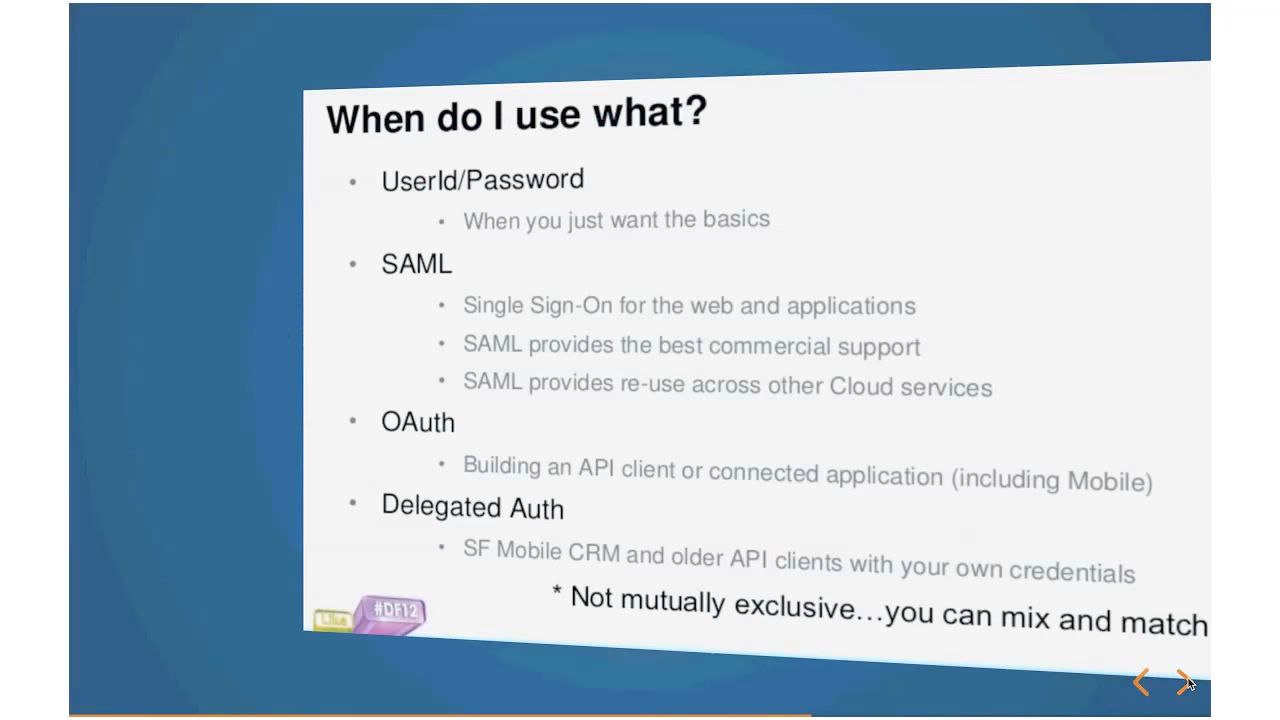 When do I use what?
• UserId/Password
• When you just want the basics
• SAML
• Single Sign-On for the web and applications
• SAML provides the best commercial support
• SAML provides re-use across other Cloud services
• OAuth
• Building an API client or connected application (including Mobile)
• Delegated Auth
• SF Mobile CRM and older API clients with your own credentials
* Not mutually exclusive…you can mix and match
Like
#DF12